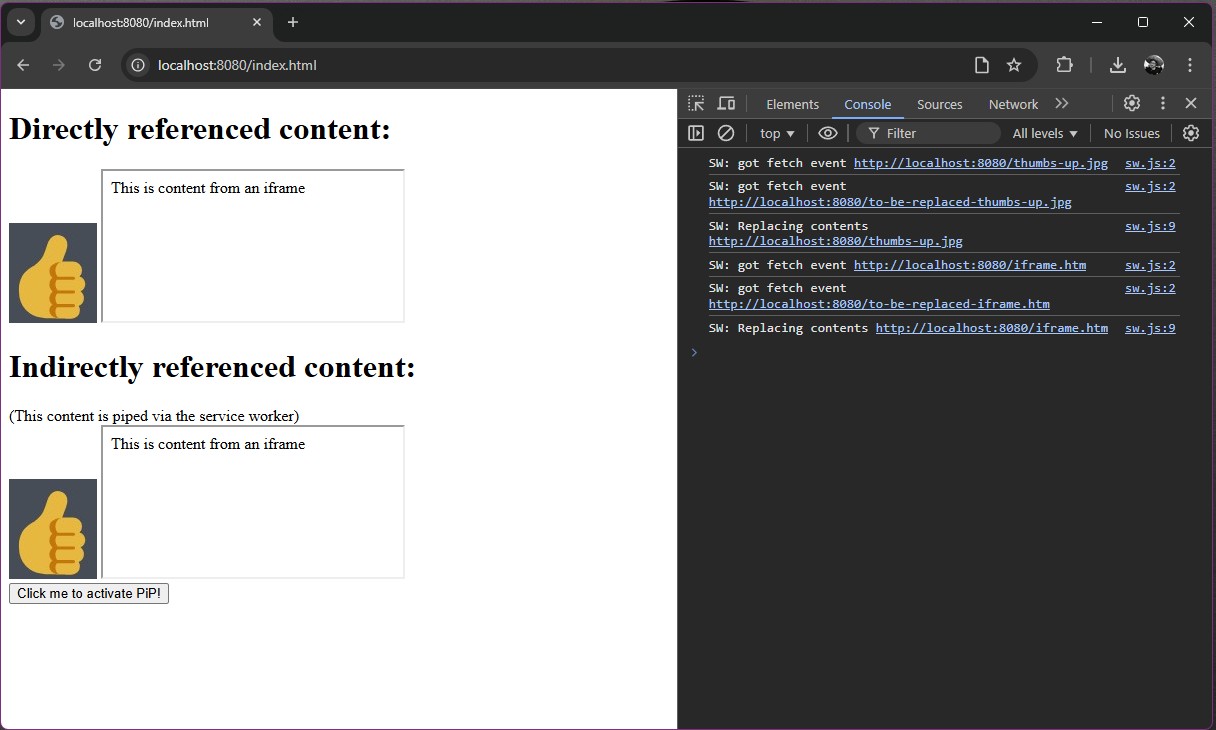 localhost:8080/index.html
localhost:8080/index.html
Directly referenced content:
This is content from an iframe
Indirectly referenced content:
(This content is piped via the service worker)
This is content from an iframe
Click me to activate PiP!
Elements Console Sources Network
top Filter All levels No Issues
SW: got fetch event http://localhost:8080/thumbs-up.jpg sw.js:2
SW: got fetch event sw.js:2
http://localhost:8080/to-be-replaced-thumbs-up.jpg
SW: Replacing contents sw.js:9
http://localhost:8080/thumbs-up.jpg
SW: got fetch event http://localhost:8080/iframe.htm sw.js:2
SW: got fetch event sw.js:2
http://localhost:8080/to-be-replaced-iframe.htm
SW: Replacing contents http://localhost:8080/iframe.htm sw.js:9